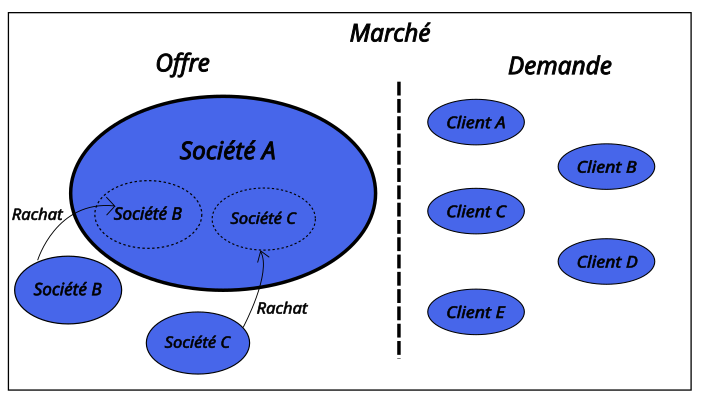 Marché
Offre
Demande
Société A
Rachat
Société B
Société C
Société B
Rachat
Société C
Client A
Client B
Client C
Client D
Client E